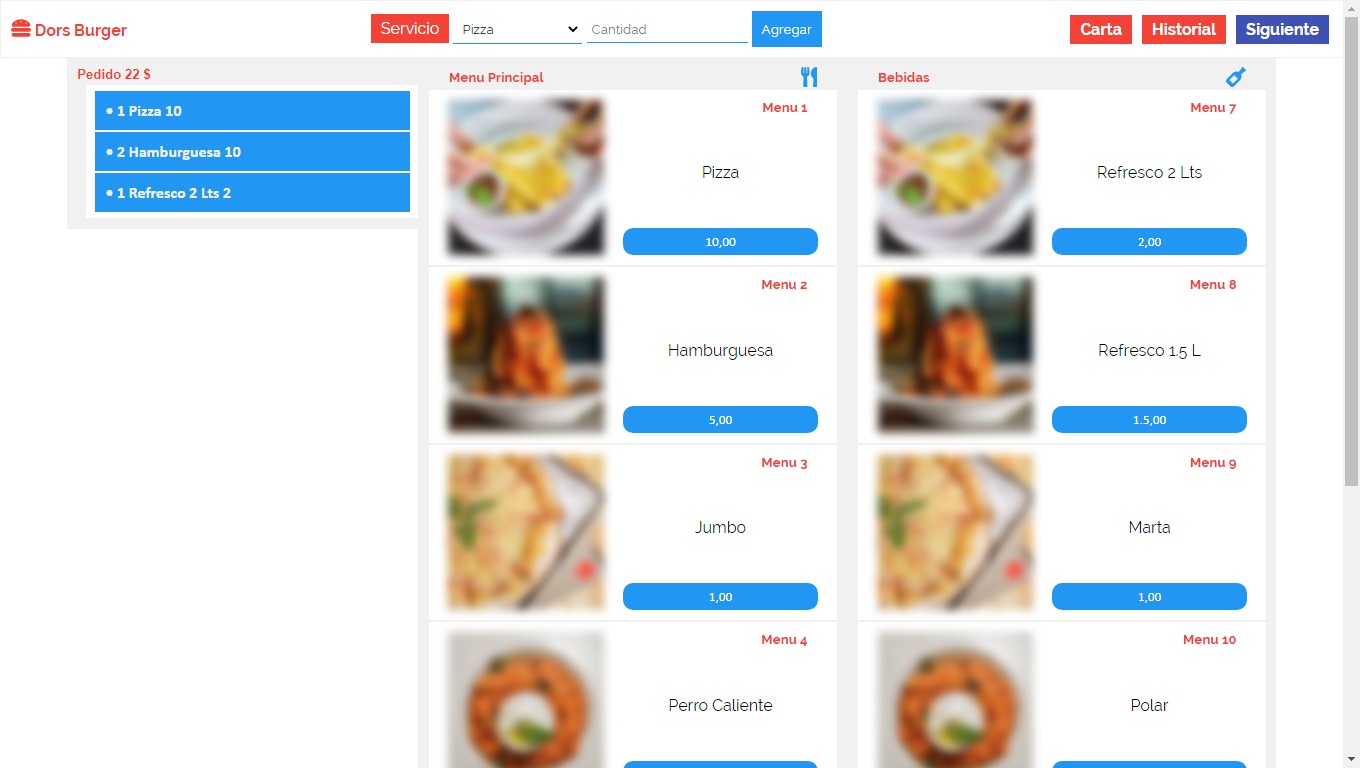 Dors Burger
Servicio
Pizza
Cantidad
Agregar
Carta
Historial
Siguiente
Pedido 22 $
• 1 Pizza 10
• 2 Hamburguesa 10
• 1 Refresco 2 Lts 2
Menu Principal
Menu 1
Pizza
10,00
Menu 2
Hamburguesa
5,00
Menu 3
Jumbo
1,00
Menu 4
Perro Caliente
Bebidas
Menu 7
Refresco 2 Lts
2,00
Menu 8
Refresco 1.5 L
1.5,00
Menu 9
Marta
1,00
Menu 10
Polar